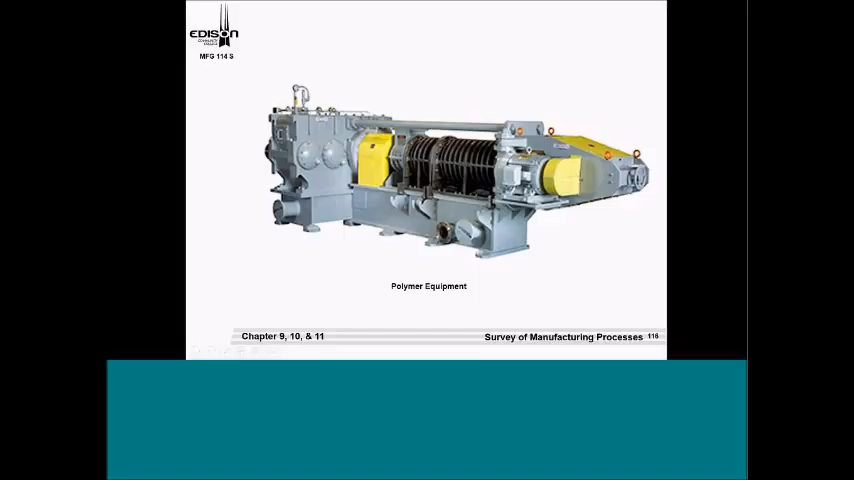 EDISON
MFG 114 S
Polymer Equipment
Chapter 9, 10, & 11
Survey of Manufacturing Processes 116